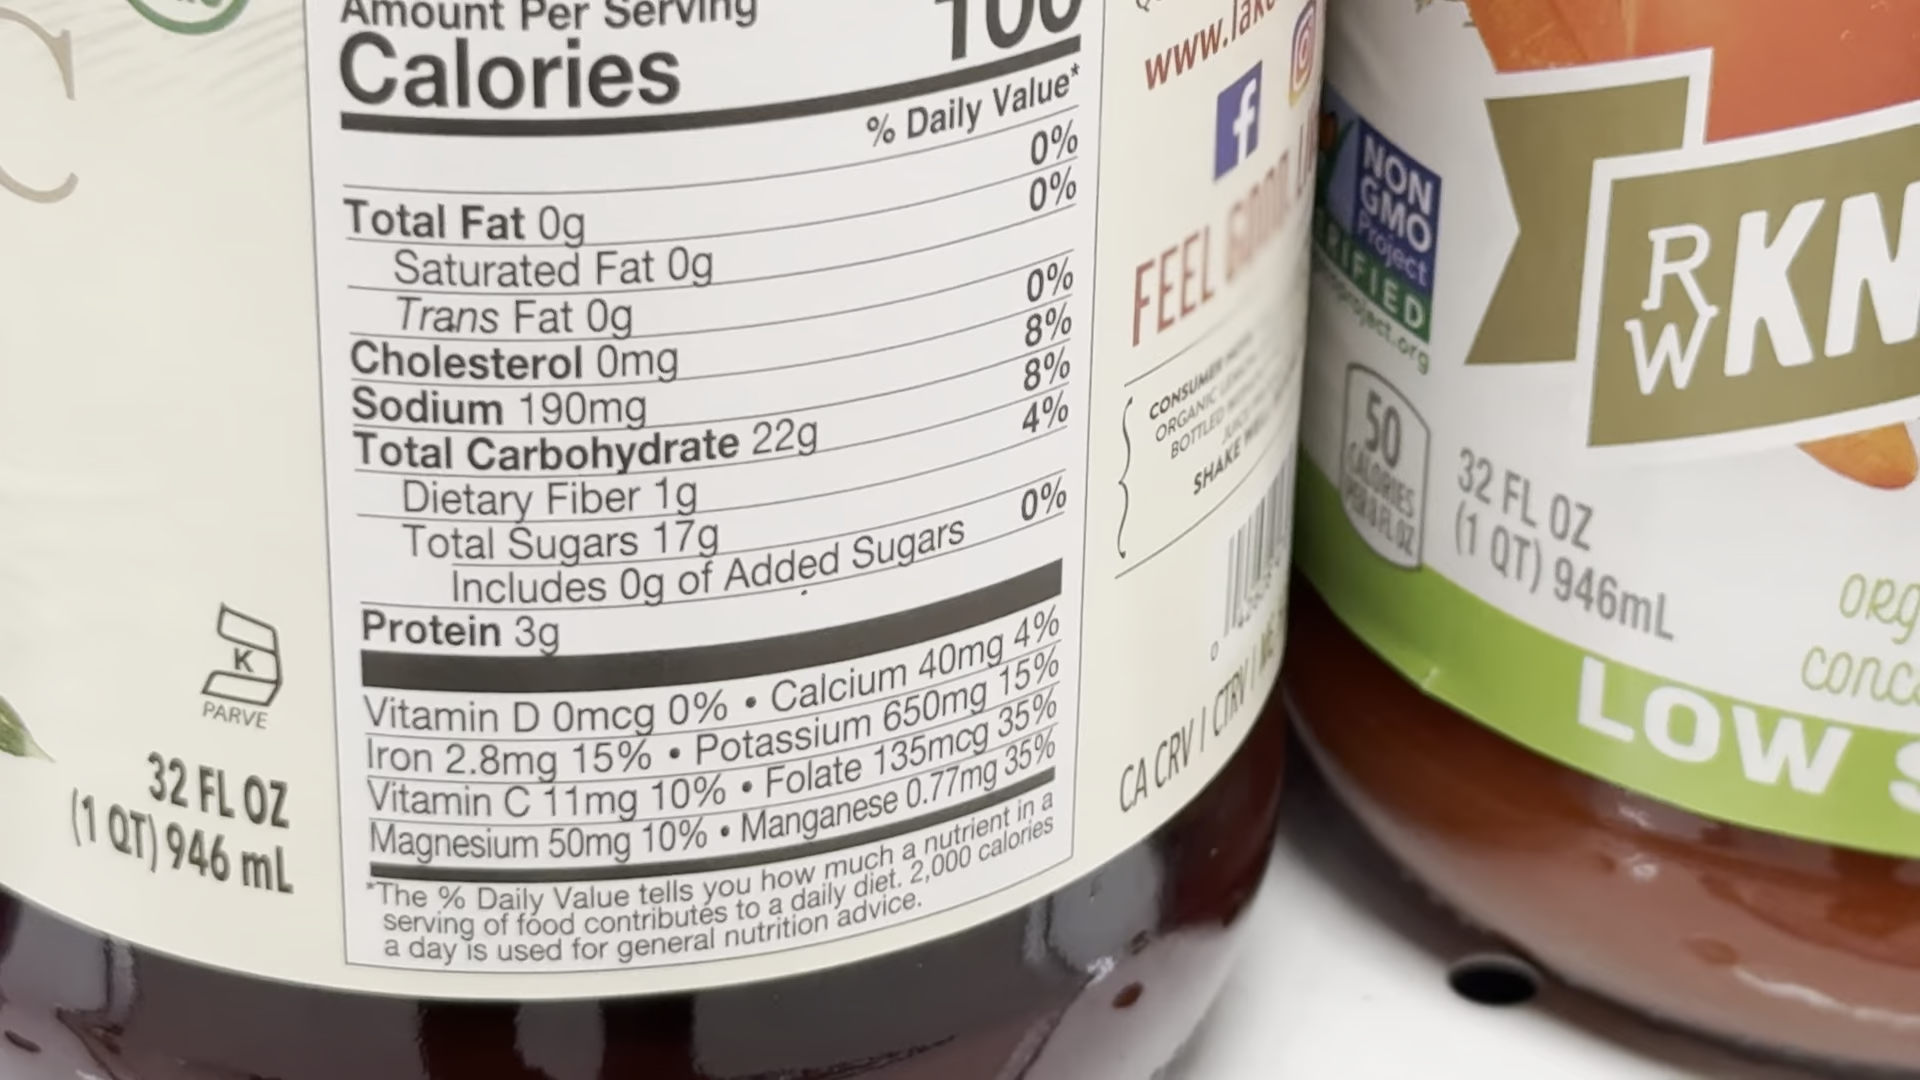 Amount Per Serving
Calories 100
% Daily Value*
Total Fat 0g 0%
Saturated Fat 0g 0%
Trans Fat 0g
Cholesterol 0mg 0%
Sodium 190mg 8%
Total Carbohydrate 22g 8%
Dietary Fiber 1g 4%
Total Sugars 17g
Includes 0g of Added Sugars 0%
Protein 3g
Vitamin D 0mcg 0% • Calcium 40mg 4%
Iron 2.8mg 15% • Potassium 650mg 15%
Vitamin C 11mg 10% • Folate 135mcg 35%
Magnesium 50mg 10% • Manganese 0.77mg 35%
*The % Daily Value tells you how much a nutrient in a
serving of food contributes to a daily diet. 2,000 calories
a day is used for general nutrition advice.
K
PARVE
32 FL OZ
(1 QT) 946 mL
www.lake
f
FEEL GOOD
CONSUMER
ORGANIC
BOTTLED
SHAKE WELL
0
CA CRV | CTRV |
NON
GMO
Project
RIFIED
project.org
RW KN
50
CALORIES
PER 8 FL OZ
32 FL OZ
(1 QT) 946mL
ORG
CONC
LOW S